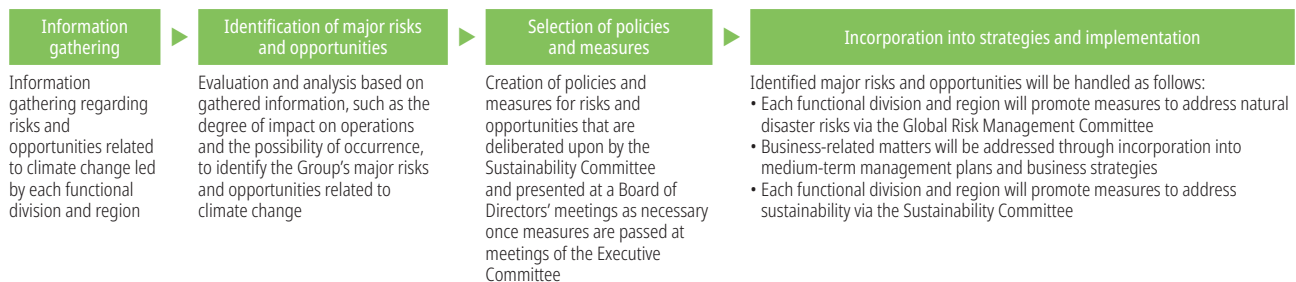 Information
gathering
Information
gathering regarding
risks and
opportunities related
to climate change led
by each functional
division and region
Identification of major risks
and opportunities
Evaluation and analysis based on
gathered information, such as the
degree of impact on operations
and the possibility of occurrence,
to identify the Group’s major risks
and opportunities related to
climate change
Selection of policies
and measures
Creation of policies and
measures for risks and
opportunities that are
deliberated upon by the
Sustainability Committee
and presented at a Board of
Directors’ meetings as necessary
once measures are passed at
meetings of the Executive
Committee
Incorporation into strategies and implementation
Identified major risks and opportunities will be handled as follows:
• Each functional division and region will promote measures to address natural
disaster risks via the Global Risk Management Committee
• Business-related matters will be addressed through incorporation into
medium-term management plans and business strategies
• Each functional division and region will promote measures to address
sustainability via the Sustainability Committee